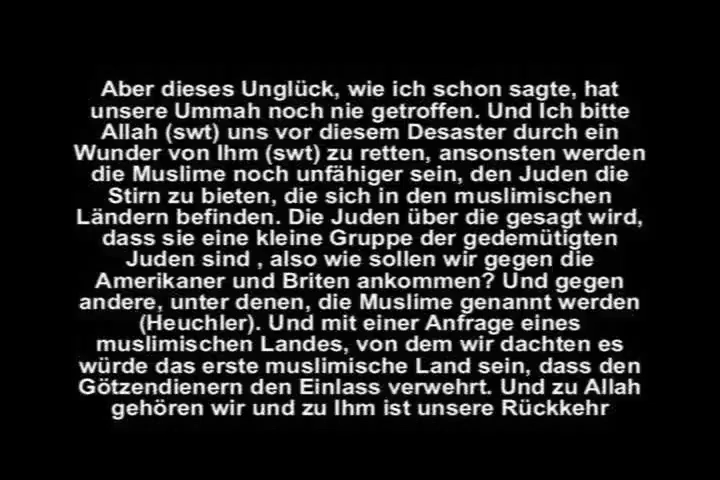 Aber dieses Unglück, wie ich schon sagte, hat
unsere Ummah noch nie getroffen. Und Ich bitte
Allah (swt) uns vor diesem Desaster durch ein
Wunder von Ihm (swt) zu retten, ansonsten werden
die Muslime noch unfähiger sein, den Juden die
Stirn zu bieten, die sich in den muslimischen
Ländern befinden. Die Juden über die gesagt wird,
dass sie eine kleine Gruppe der gedemütigten
Juden sind , also wie sollen wir gegen die
Amerikaner und Briten ankommen? Und gegen
andere, unter denen, die Muslime genannt werden
(Heuchler). Und mit einer Anfrage eines
muslimischen Landes, von dem wir dachten es
würde das erste muslimische Land sein, dass den
Götzendienern den Einlass verwehrt. Und zu Allah
gehören wir und zu Ihm ist unsere Rückkehr